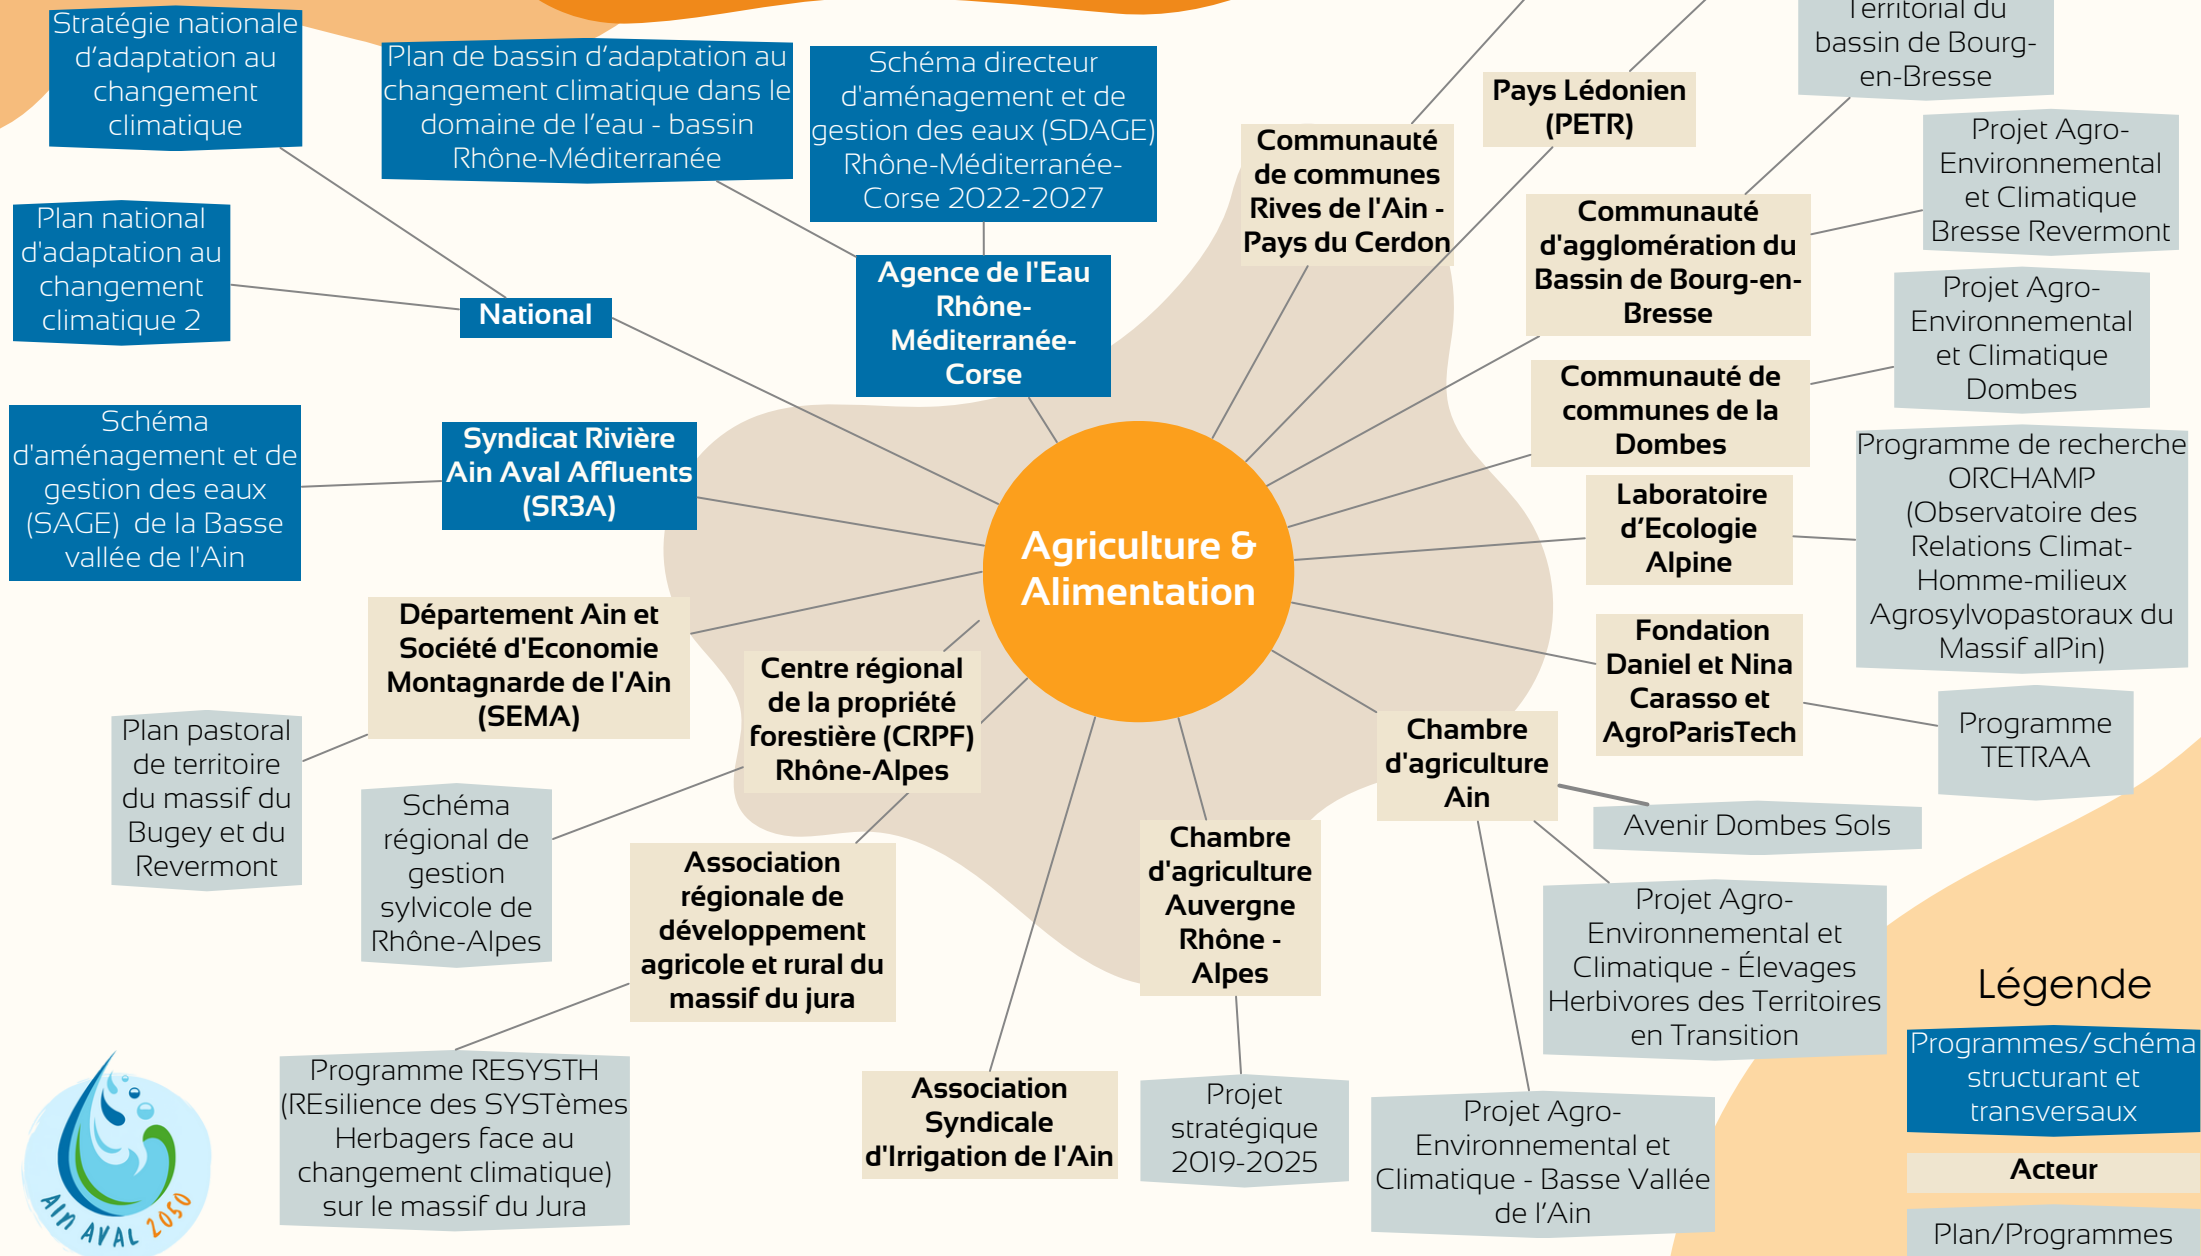 Stratégie nationale
d'adaptation au
changement
climatique
Plan de bassin d'adaptation au
changement climatique dans le
domaine de l'eau - bassin
Rhône-Méditerranée
Schéma directeur
d'aménagement et de
gestion des eaux (SDAGE)
Rhône-Méditerranée-
Corse 2022-2027
Territorial du
bassin de Bourg-
en-Bresse
Pays Lédonien
(PETR)
Communauté
de communes
Rives de l'Ain -
Pays du Cerdon
Projet Agro-
Environnemental
et Climatique
Bresse Revermont
Plan national
d'adaptation au
changement
climatique 2
National
Agence de l'Eau
Rhône-
Méditerranée-
Corse
Communauté
d'agglomération du
Bassin de Bourg-en-
Bresse
Projet Agro-
Environnemental
et Climatique
Dombes
Communauté de
communes de la
Dombes
Schéma
d'aménagement et de
gestion des eaux
(SAGE) de la Basse
vallée de l'Ain
Syndicat Rivière
Ain Aval Affluents
(SR3A)
Agriculture &
Alimentation
Laboratoire
d'Ecologie
Alpine
Programme de recherche
ORCHAMP
(Observatoire des
Relations Climat-
Homme-milieux
Agrosylvopastoraux du
Massif alPin)
Département Ain et
Société d'Economie
Montagnarde de l'Ain
(SEMA)
Centre régional
de la propriété
forestière (CRPF)
Rhône-Alpes
Fondation
Daniel et Nina
Carasso et
AgroParisTech
Programme
TETRAA
Plan pastoral
de territoire
du massif du
Bugey et du
Revermont
Schéma
régional de
gestion
sylvicole de
Rhône-Alpes
Chambre
d'agriculture
Ain
Avenir Dombes Sols
Association
régionale de
développement
agricole et rural du
massif du jura
Chambre
d'agriculture
Auvergne
Rhône -
Alpes
Projet Agro-
Environnemental et
Climatique - Élevages
Herbivores des Territoires
en Transition
Programme RESYSTH
(REsilience des SYSTèmes
Herbagers face au
changement climatique)
sur le massif du Jura
Association
Syndicale
d'Irrigation de l'Ain
Projet
stratégique
2019-2025
Projet Agro-
Environnemental et
Climatique - Basse Vallée
de l'Ain
Légende
Programmes/schéma
structurant et
transversaux
Acteur
Plan/Programmes
AIN AVAL 2050